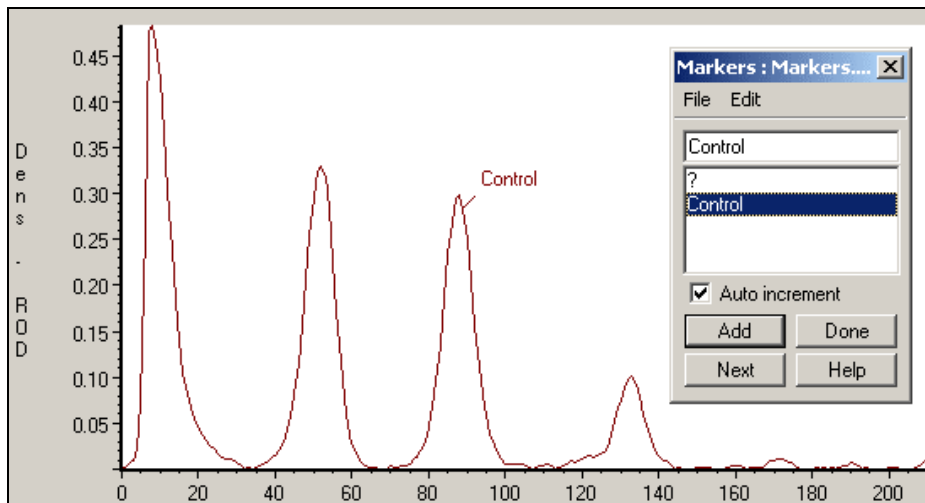 Dens - ROD
0.45
0.40
0.35
0.30
0.25
0.20
0.15
0.10
0.05
0 20 40 60 80 100 120 140 160 180 200
Control
Markers : Markers....
File Edit
Control
?
Control
Auto increment
Add Done
Next Help